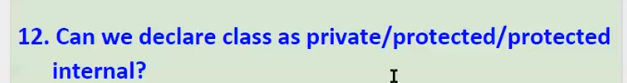 12. Can we declare class as private/protected/protected
internal?